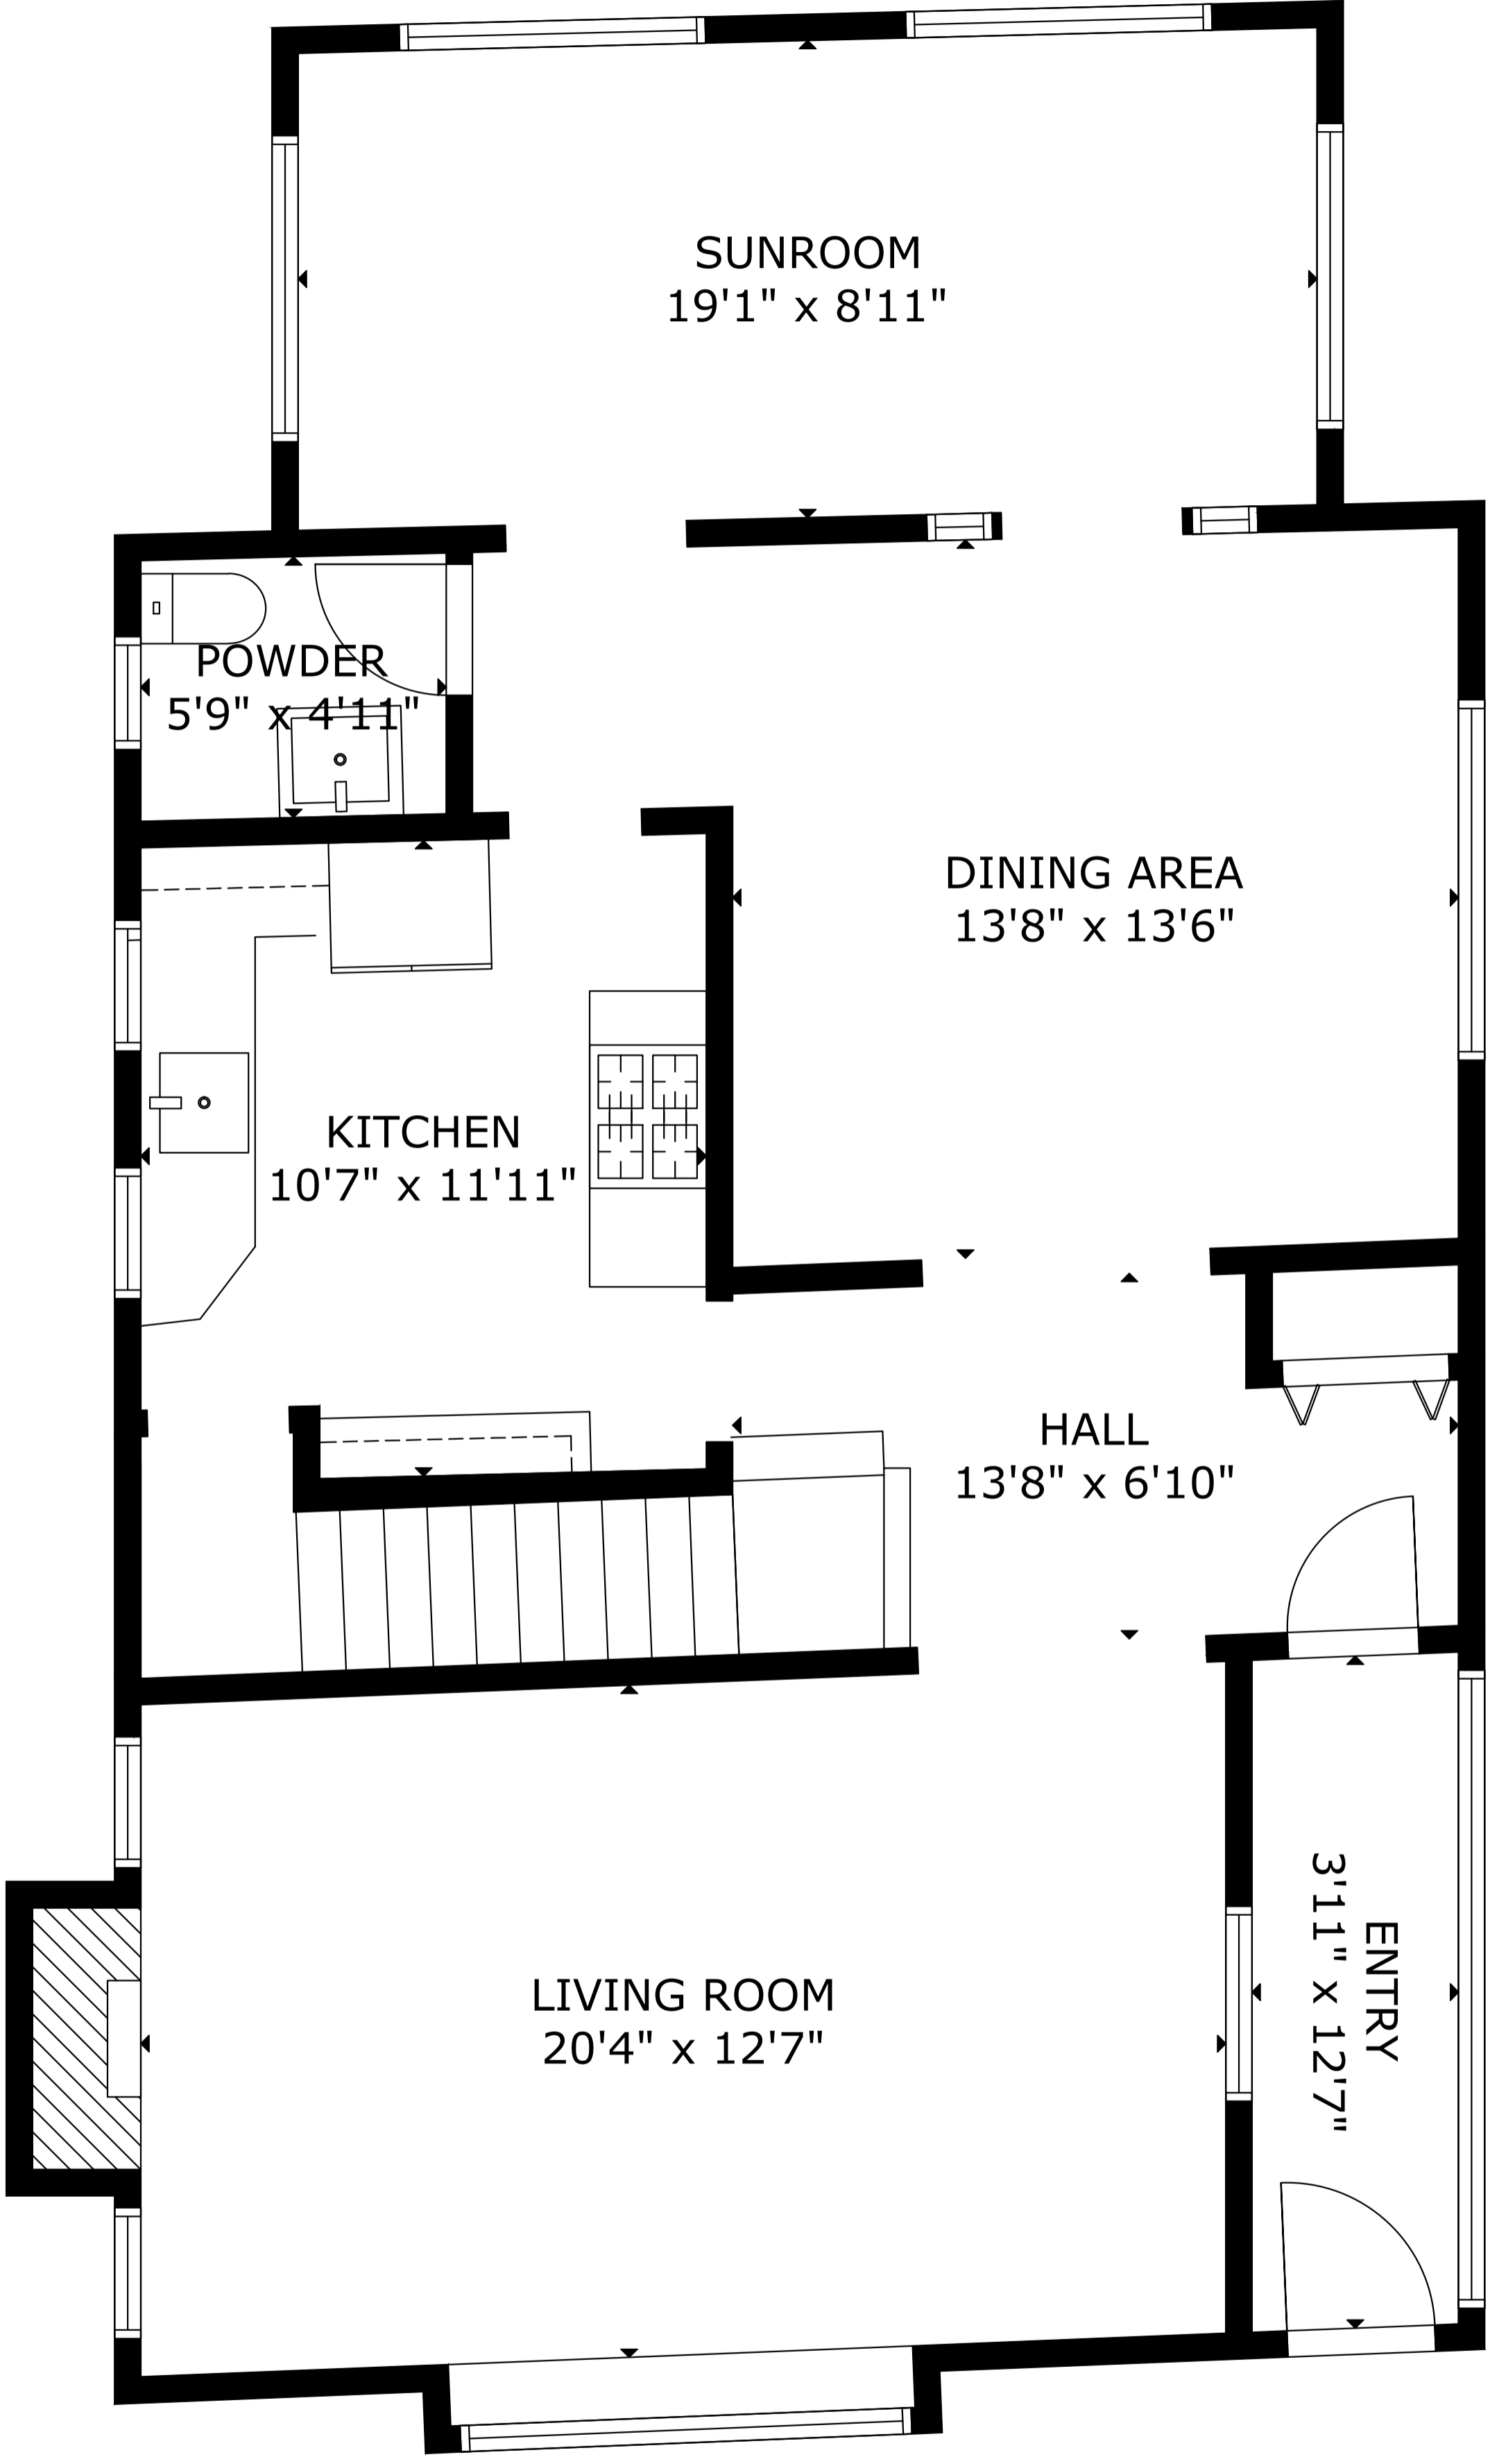 SUNROOM
19'1" x 8'11"
POWDER
5'9" x 4'11"
DINING AREA
13'8" x 13'6"
KITCHEN
10'7" x 11'11"
HALL
13'8" x 6'10"
LIVING ROOM
20'4" x 12'7"
ENTRY
3'11" x 12'7"